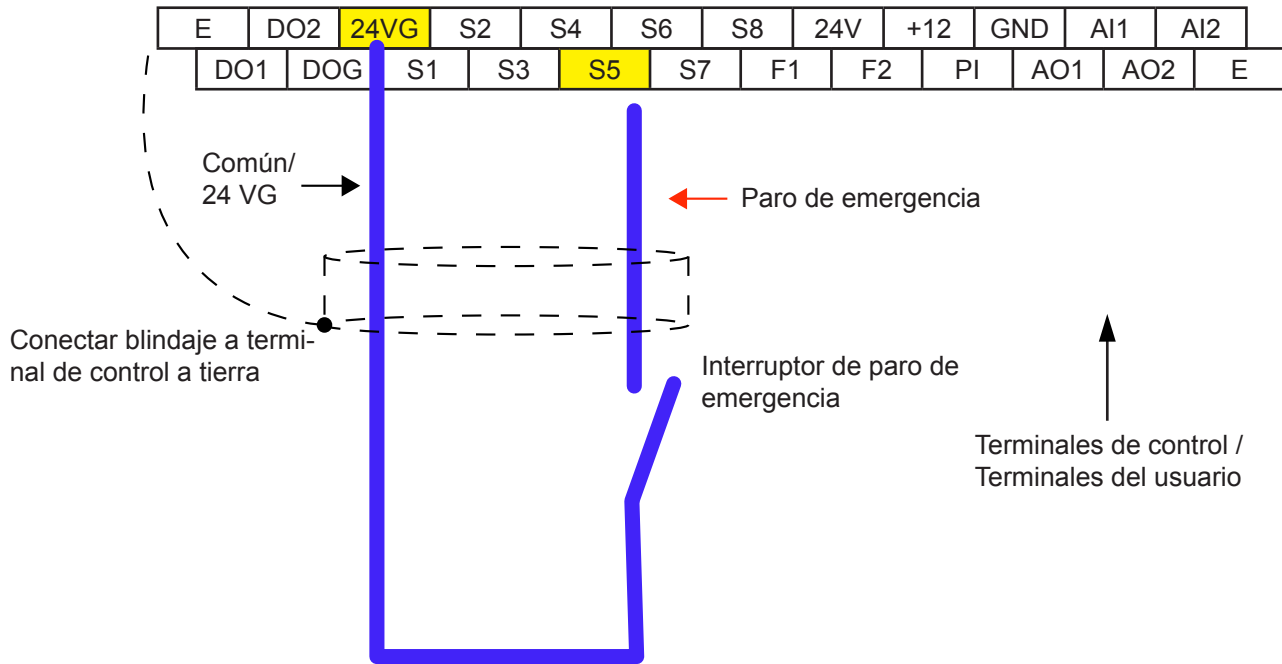 E DO2 24VG S2 S4 S6 S8 24V +12 GND AI1 AI2
DO1 DOG S1 S3 S5 S7 F1 F2 PI AO1 AO2 E
Común/
24 VG
Paro de emergencia
Conectar blindaje a termi-
nal de control a tierra
Interruptor de paro de
emergencia
Terminales de control /
Terminales del usuario